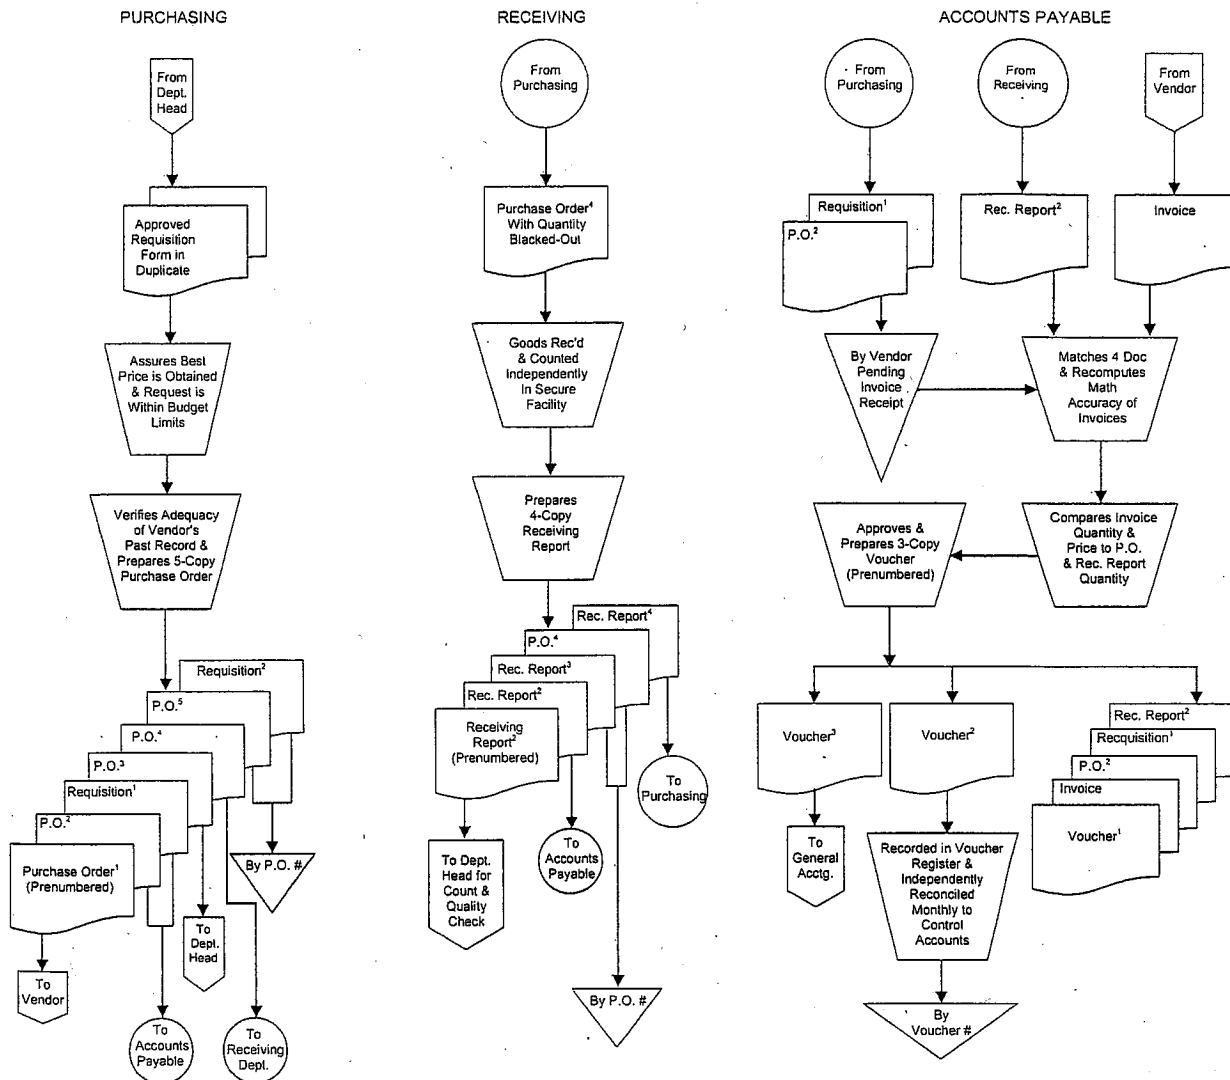 PURCHASING
From
Dept.
Head
Approved
Requisition
Form in
Duplicate
Assures Best
Price is Obtained
& Request is
Within Budget
Limits
Verifies Adequacy
of Vendor's
Past Record &
Prepares 5-Copy
Purchase Order
Requisition²
P.O.⁵
P.O.⁴
P.O.³
Requisition¹
P.O.²
Purchase Order¹
(Prenumbered)
By P.O. #
To
Dept.
Head
To
Vendor
To
Accounts
Payable
To
Receiving
Dept.
RECEIVING
From
Purchasing
Purchase Order⁴
With Quantity
Blacked-Out
Goods Rec'd
& Counted
Independently
In Secure
Facility
Prepares
4-Copy
Receiving
Report
Rec. Report⁴
P.O.⁴
Rec. Report³
Rec. Report²
Receiving
Report²
(Prenumbered)
To
Purchasing
To
Accounts
Payable
To Dept.
Head for
Count &
Quality
Check
By P.O. #
ACCOUNTS PAYABLE
From
Purchasing
From
Receiving
From
Vendor
Requisition¹
P.O.²
Rec. Report²
Invoice
By Vendor
Pending
Invoice
Receipt
Matches 4 Doc
& Recomputes
Math
Accuracy of
Invoices
Compares Invoice
Quantity &
Price to P.O.
& Rec. Report
Quantity
Approves &
Prepares 3-Copy
Voucher
(Prenumbered)
Voucher³
Voucher²
Rec. Report²
Recquisition¹
P.O.²
Invoice
Voucher¹
To
General
Acctg.
Recorded in Voucher
Register &
Independently
Reconciled
Monthly to
Control
Accounts
By
Voucher #